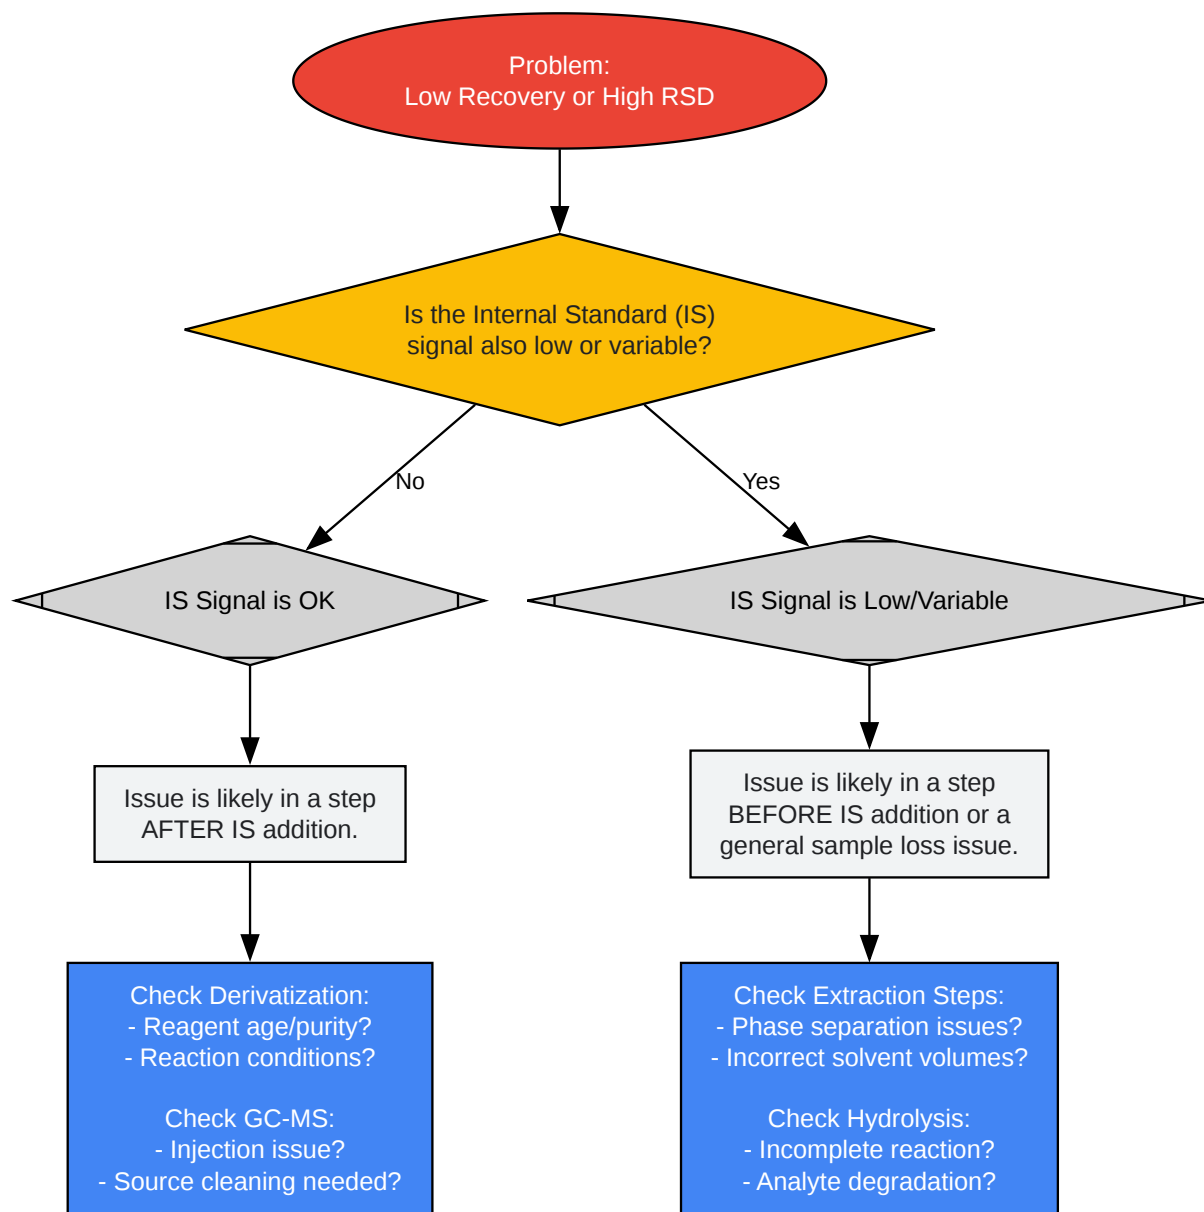 Problem:
Low Recovery or High RSD
Is the Internal Standard (IS)
signal also low or variable?
No
Yes
IS Signal is OK
IS Signal is Low/Variable
Issue is likely in a step
AFTER IS addition.
Issue is likely in a step
BEFORE IS addition or a
general sample loss issue.
Check Derivatization:
- Reagent age/purity?
- Reaction conditions?
Check GC-MS:
- Injection issue?
- Source cleaning needed?
Check Extraction Steps:
- Phase separation issues?
- Incorrect solvent volumes?
Check Hydrolysis:
- Incomplete reaction?
- Analyte degradation?